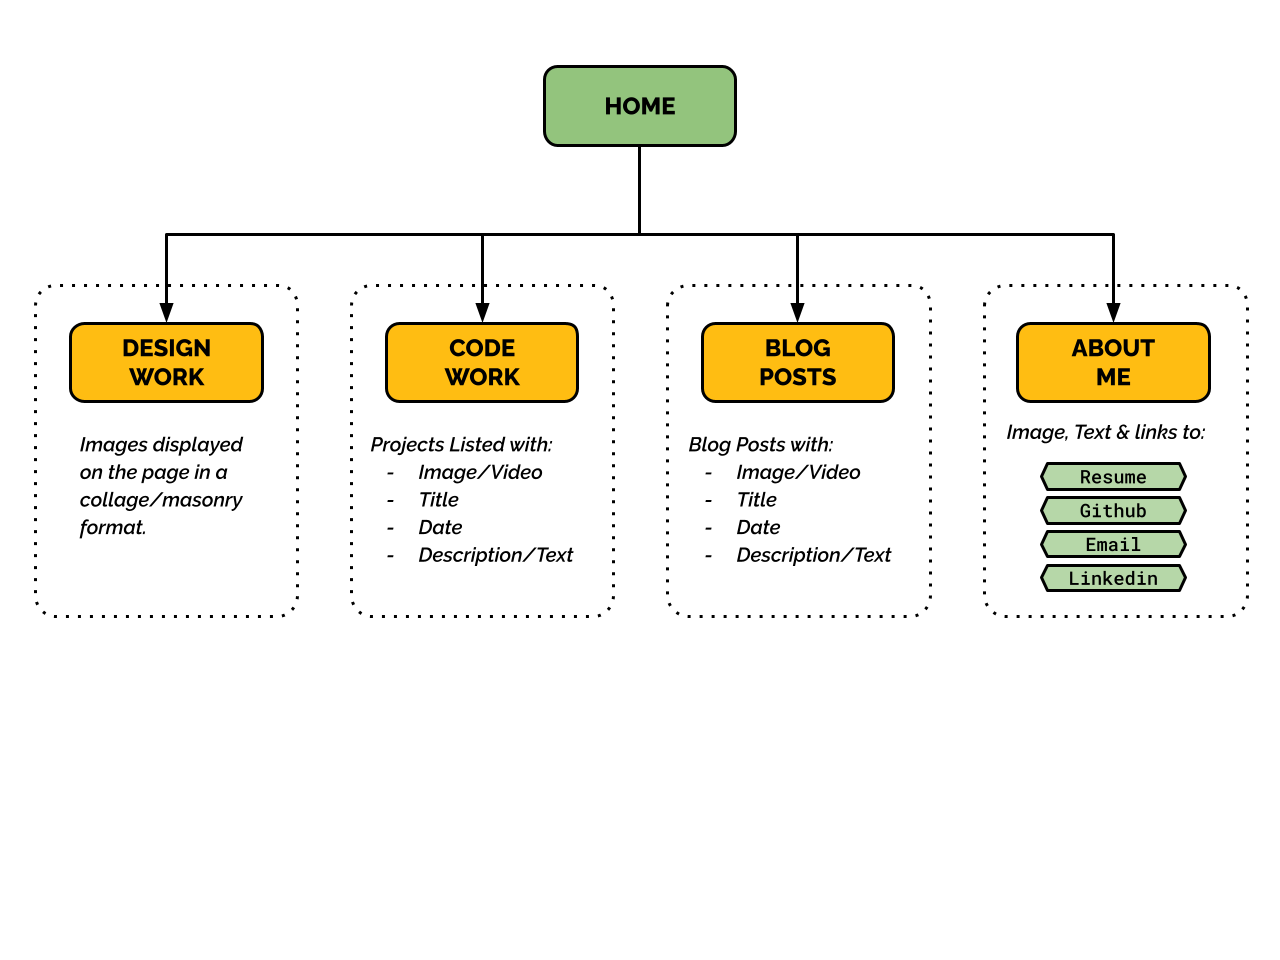 HOME
DESIGN
WORK
Images displayed
on the page in a
collage/masonry
format.
CODE
WORK
Projects Listed with:
- Image/Video
- Title
- Date
- Description/Text
BLOG
POSTS
Blog Posts with:
- Image/Video
- Title
- Date
- Description/Text
ABOUT
ME
Image, Text & links to:
Resume
Github
Email
Linkedin